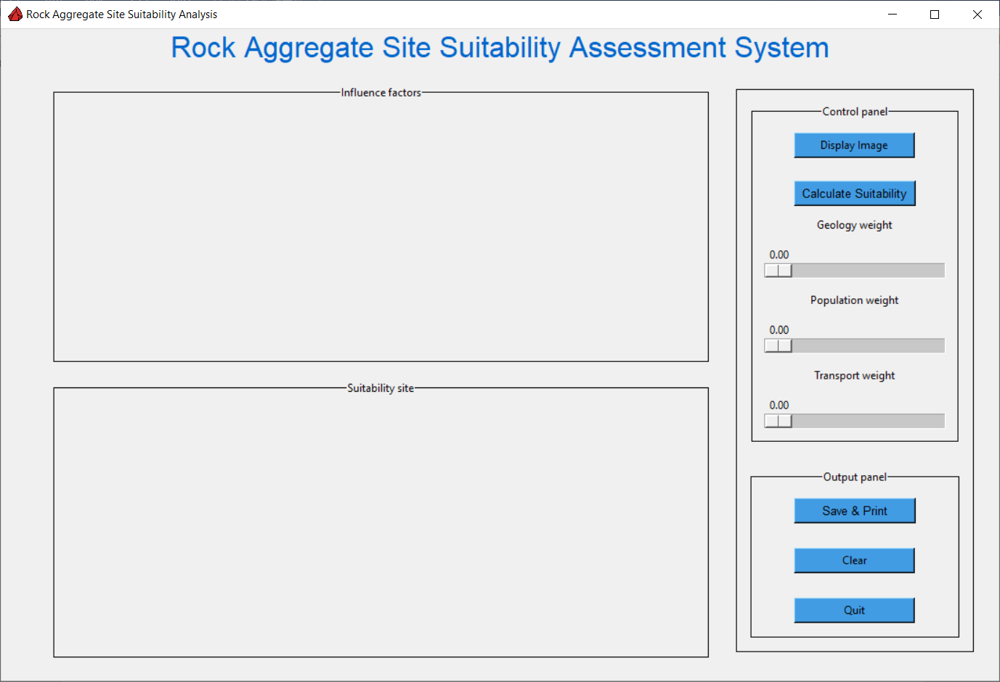 Rock Aggregate Site Suitability Analysis
Rock Aggregate Site Suitability Assessment System
Influence factors
Suitability site
Control panel
Display Image
Calculate Suitability
Geology weight
0.00
Population weight
0.00
Transport weight
0.00
Output panel
Save & Print
Clear
Quit